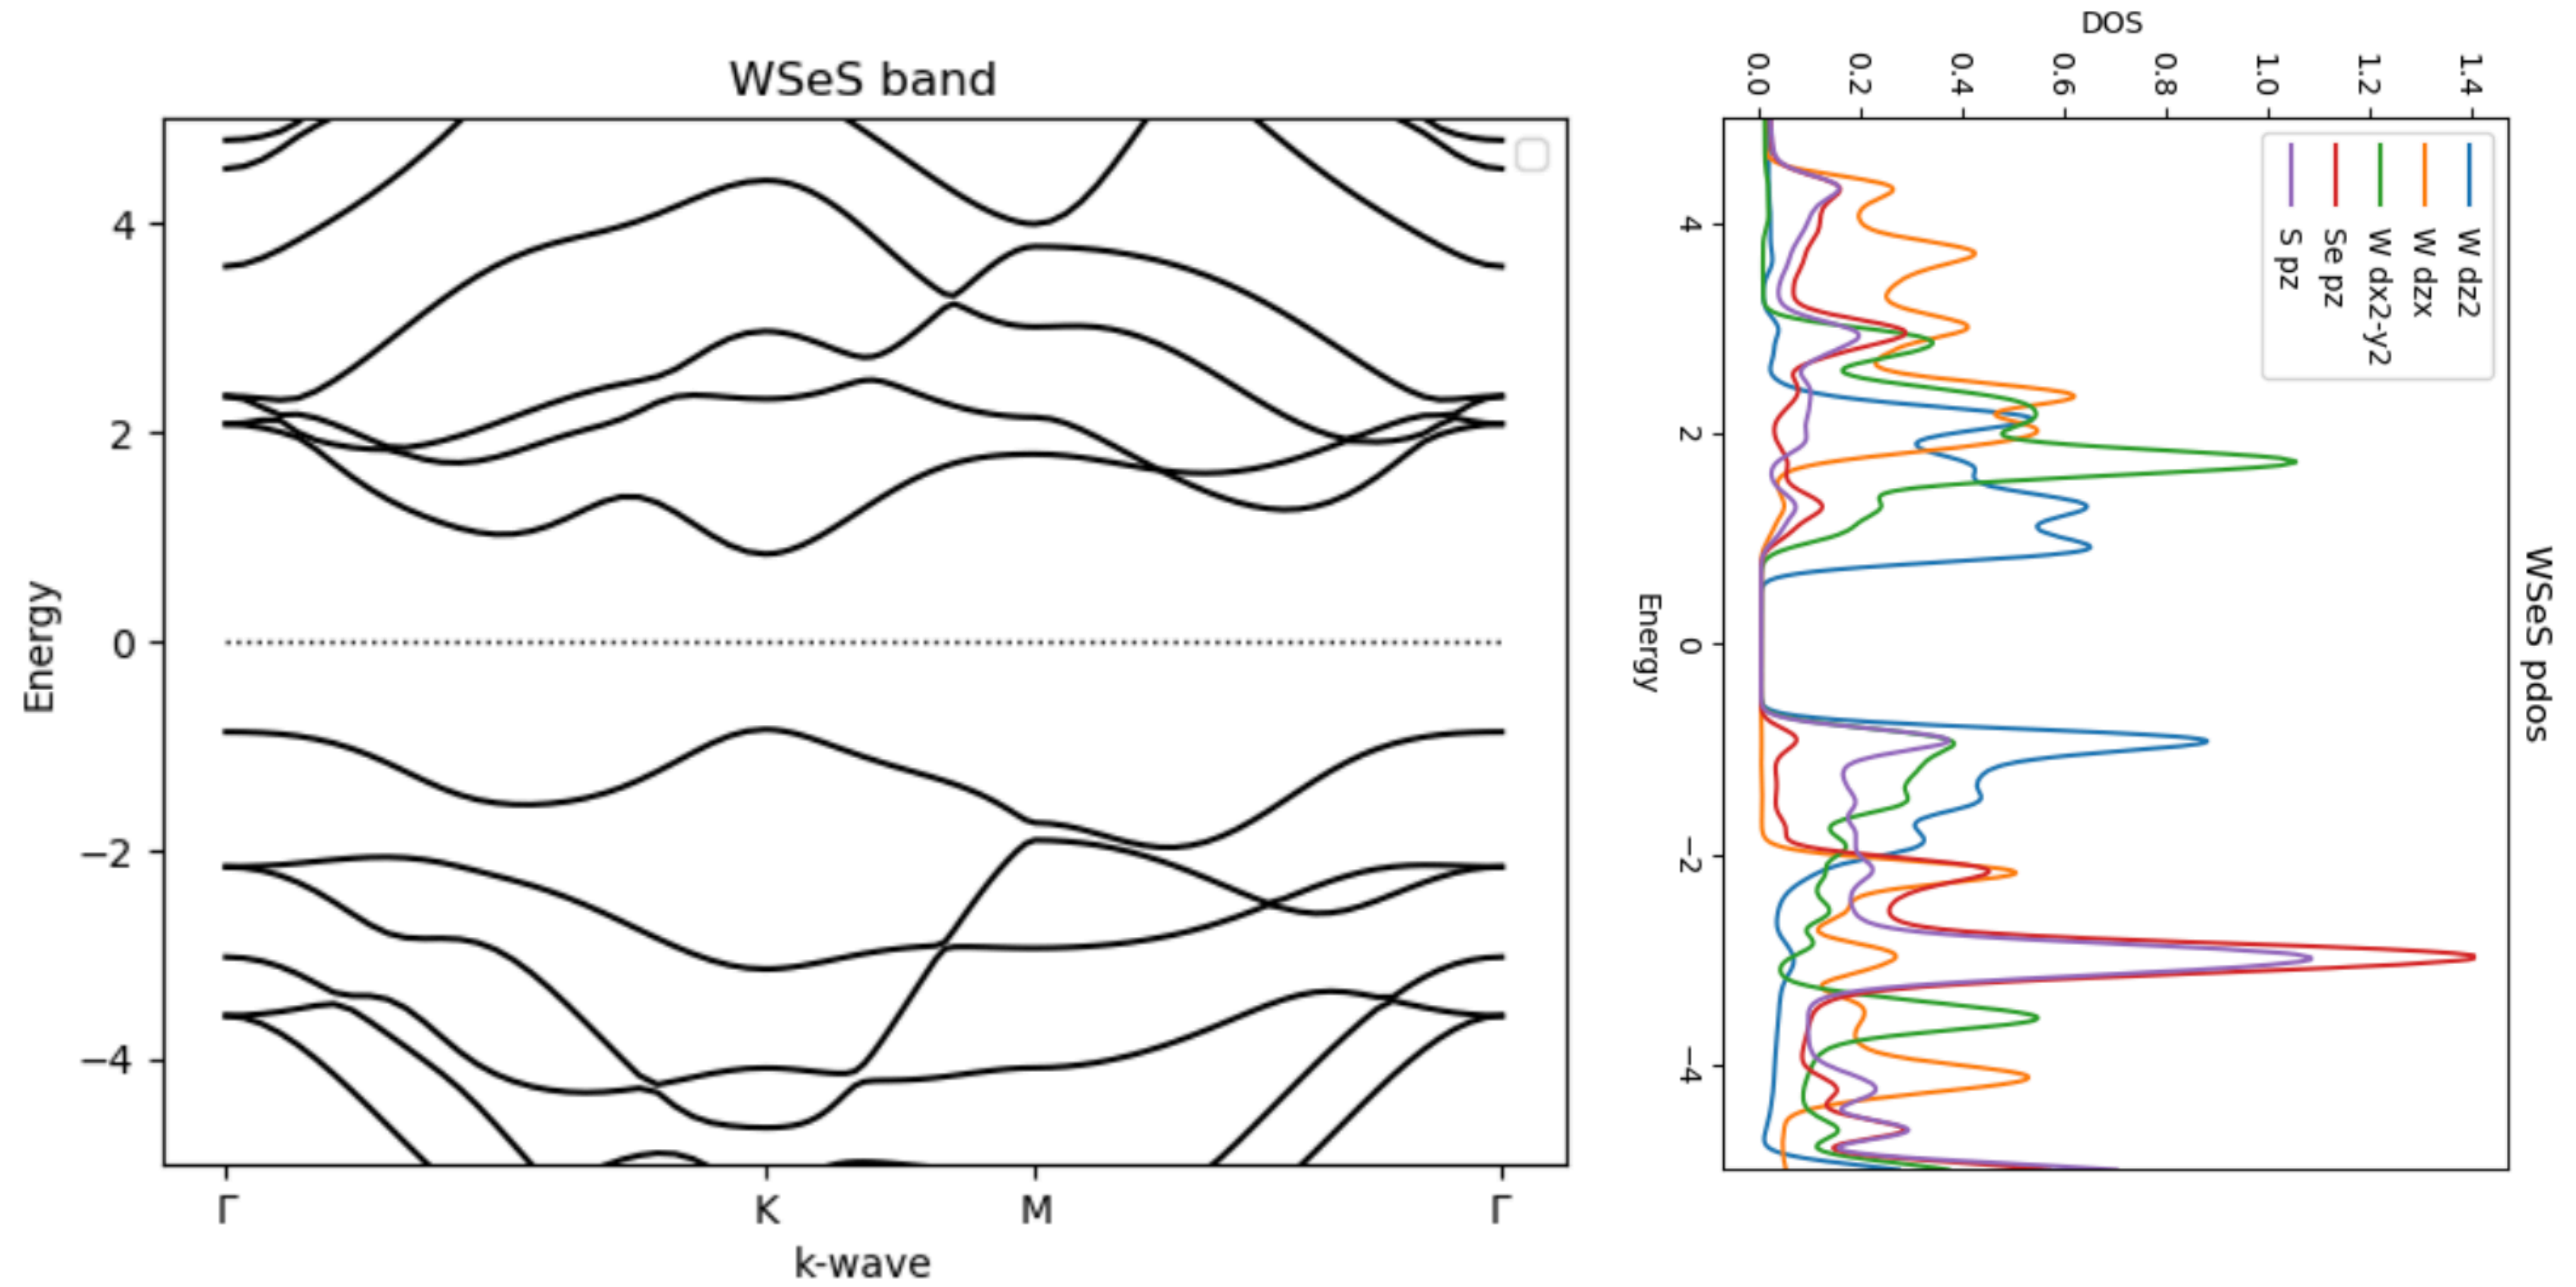 WSeS band
Energy
4
2
0
−2
−4
Γ
K
M
Γ
k-wave
DOS
0.0
0.2
0.4
0.6
0.8
1.0
1.2
1.4
4
2
0
−2
−4
Energy
WSeS pdos
W dz2
W dzx
W dx2-y2
Se pz
S pz